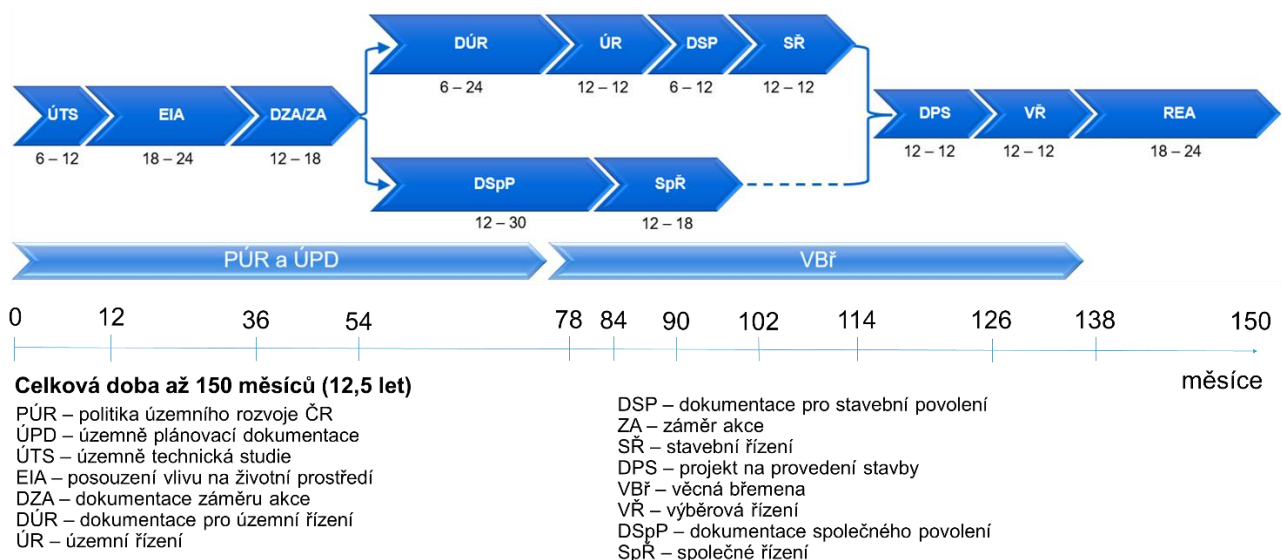 DÚR
ÚR
DSP
SŘ
6 – 24
12 – 12
6 – 12
12 – 12
ÚTS
EIA
DZA/ZA
6 – 12
18 – 24
12 – 18
DSpP
SpŘ
12 – 30
12 – 18
DPS
VŘ
REA
12 – 12
12 – 12
18 – 24
PÚR a ÚPD
VBř
0 12 36 54 78 84 90 102 114 126 138 150
měsíce
Celková doba až 150 měsíců (12,5 let)
PÚR – politika územního rozvoje ČR
ÚPD – územně plánovací dokumentace
ÚTS – územně technická studie
EIA – posouzení vlivu na životní prostředí
DZA – dokumentace záměru akce
DÚR – dokumentace pro územní řízení
ÚR – územní řízení
DSP – dokumentace pro stavební povolení
ZA – záměr akce
SŘ – stavební řízení
DPS – projekt na provedení stavby
VBř – věcná břemena
VŘ – výběrová řízení
DSpP – dokumentace společného povolení
SpŘ – společné řízení